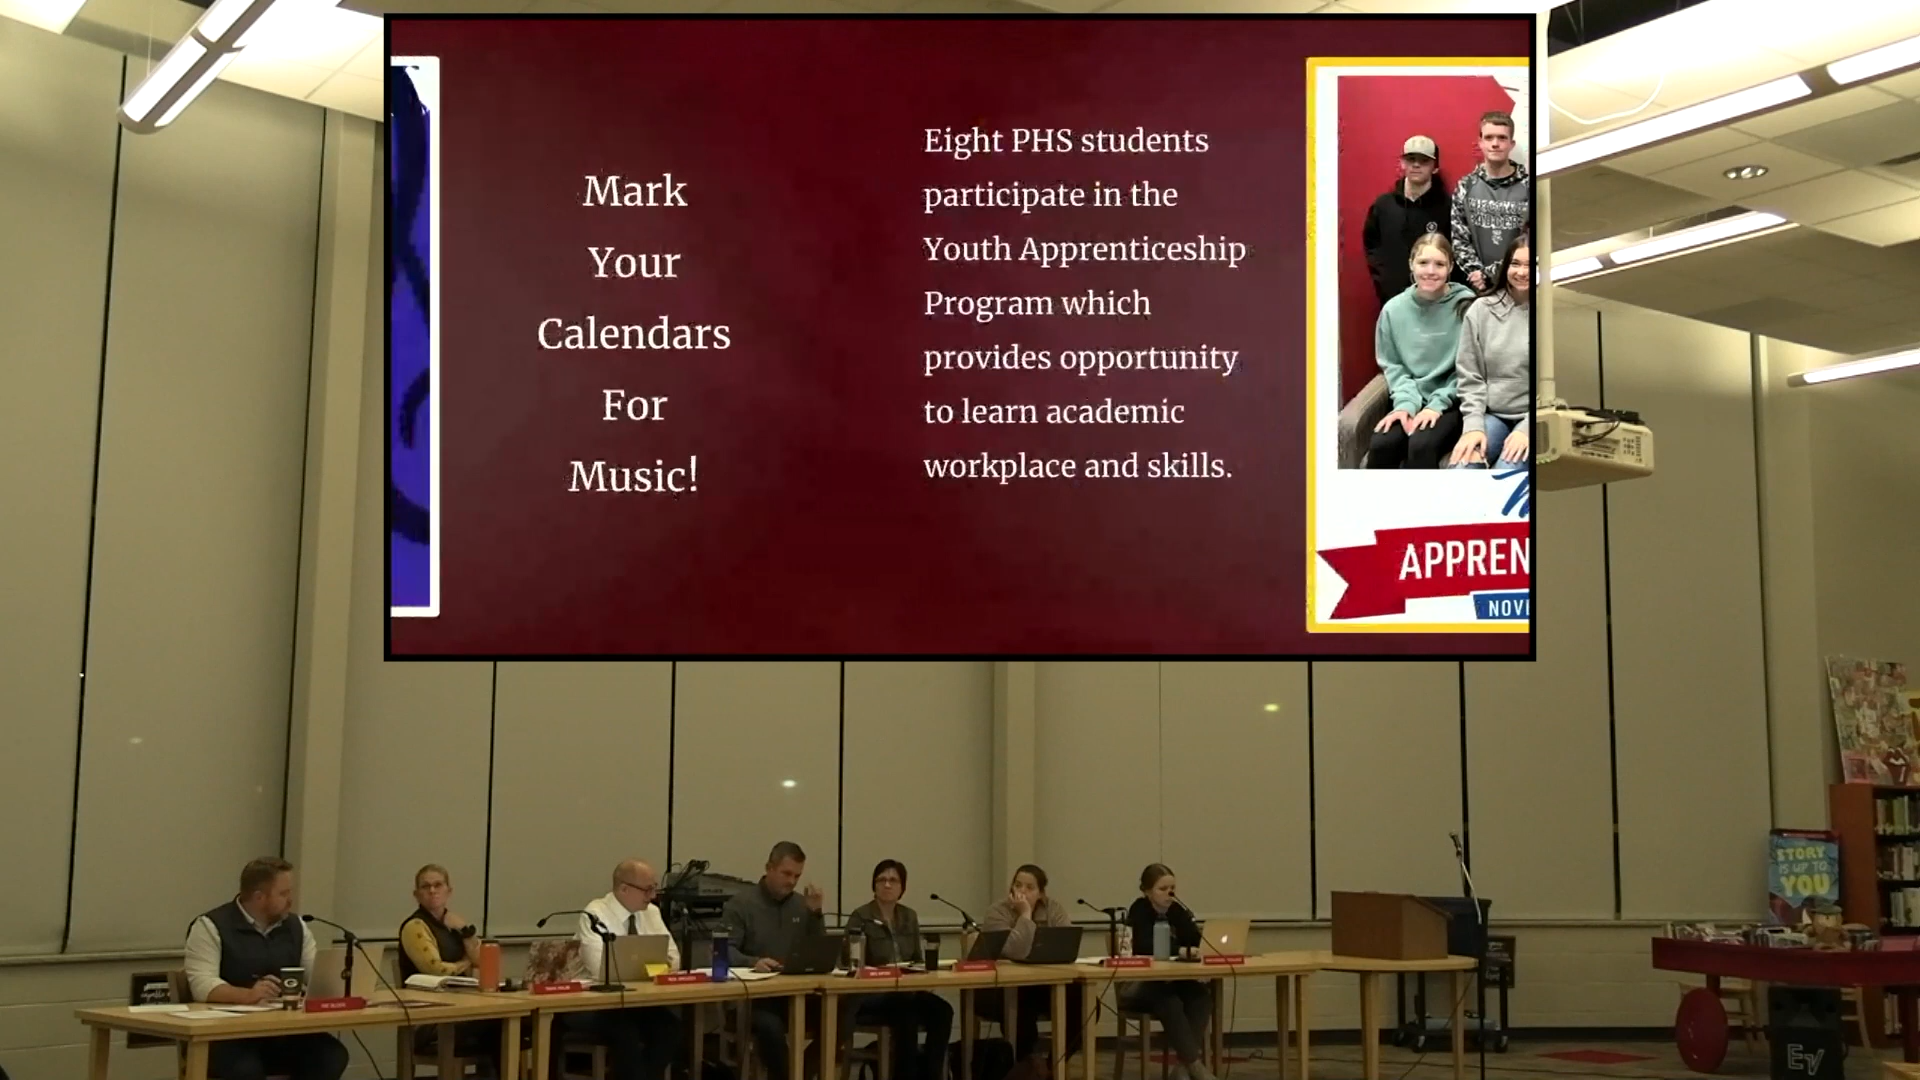 Mark
Your
Calendars
For
Music!
Eight PHS students
participate in the
Youth Apprenticeship
Program which
provides opportunity
to learn academic
workplace and skills.
APPREN
NOV
STORY
IS UP TO
YOU
EV